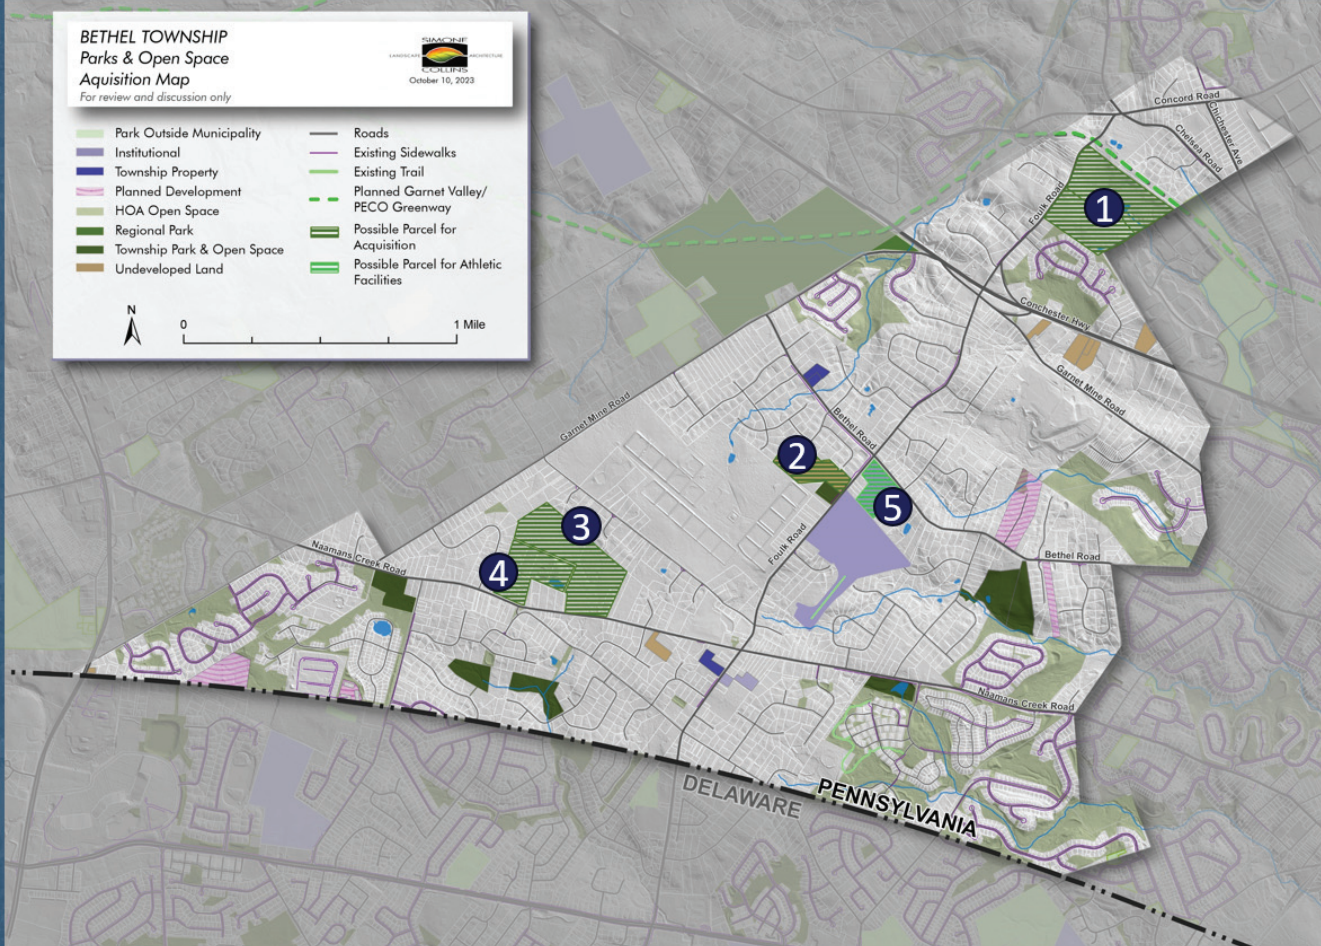 BETHEL TOWNSHIP
Parks & Open Space
Aquisition Map
For review and discussion only
SIMONE
LANDSCAPE ARCHITECTURE
COLLINS
October 10, 2023
Park Outside Municipality
Institutional
Township Property
Planned Development
HOA Open Space
Regional Park
Township Park & Open Space
Undeveloped Land
Roads
Existing Sidewalks
Existing Trail
Planned Garnet Valley/
PECO Greenway
Possible Parcel for
Acquisition
Possible Parcel for Athletic
Facilities
N
0
1 Mile
Concord Road
Chichester Ave
Chelsea Road
Foulk Road
1
Conchester Hwy
Garnet Mine Road
Garnet Mine Road
Bethel Road
2
5
Foulk Road
3
4
Naamans Creek Road
Bethel Road
Naamans Creek Road
DELAWARE
PENNSYLVANIA